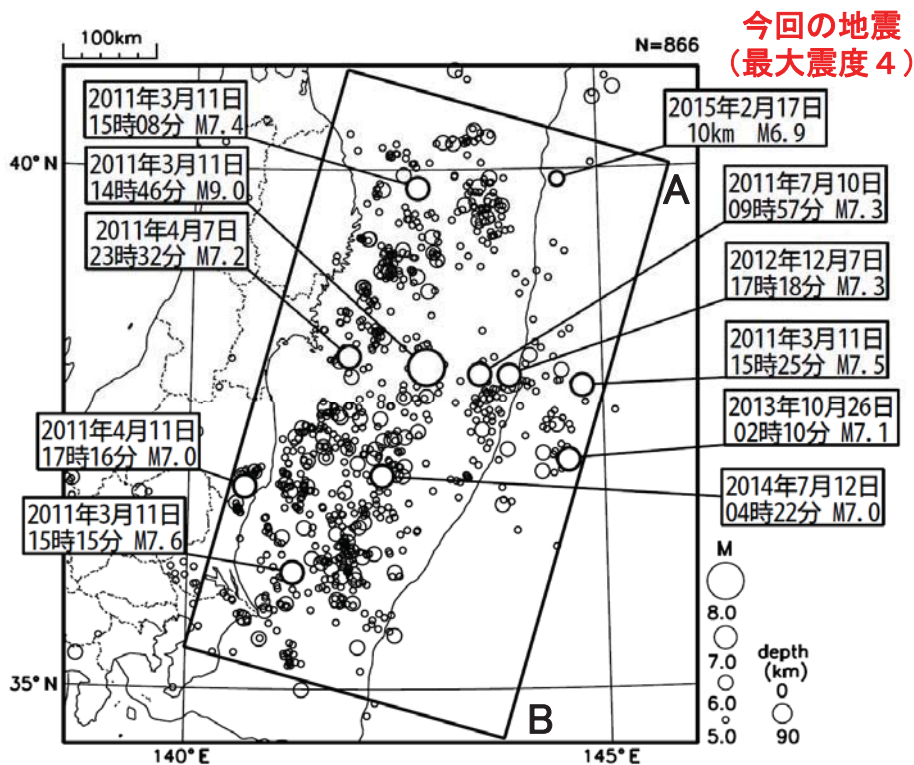 今回の地震
（最大震度４）
100km
N=866
2011年3月11日
15時08分 M7.4
2011年3月11日
14時46分 M9.0
2011年4月7日
23時32分 M7.2
2015年2月17日
10km M6.9
2011年7月10日
09時57分 M7.3
2012年12月7日
17時18分 M7.3
2011年3月11日
15時25分 M7.5
2013年10月26日
02時10分 M7.1
2014年7月12日
04時22分 M7.0
2011年4月11日
17時16分 M7.0
2011年3月11日
15時15分 M7.6
40°N
35°N
A
B
M
8.0
7.0
6.0
5.0
depth
(km)
0
90
140°E
145°E